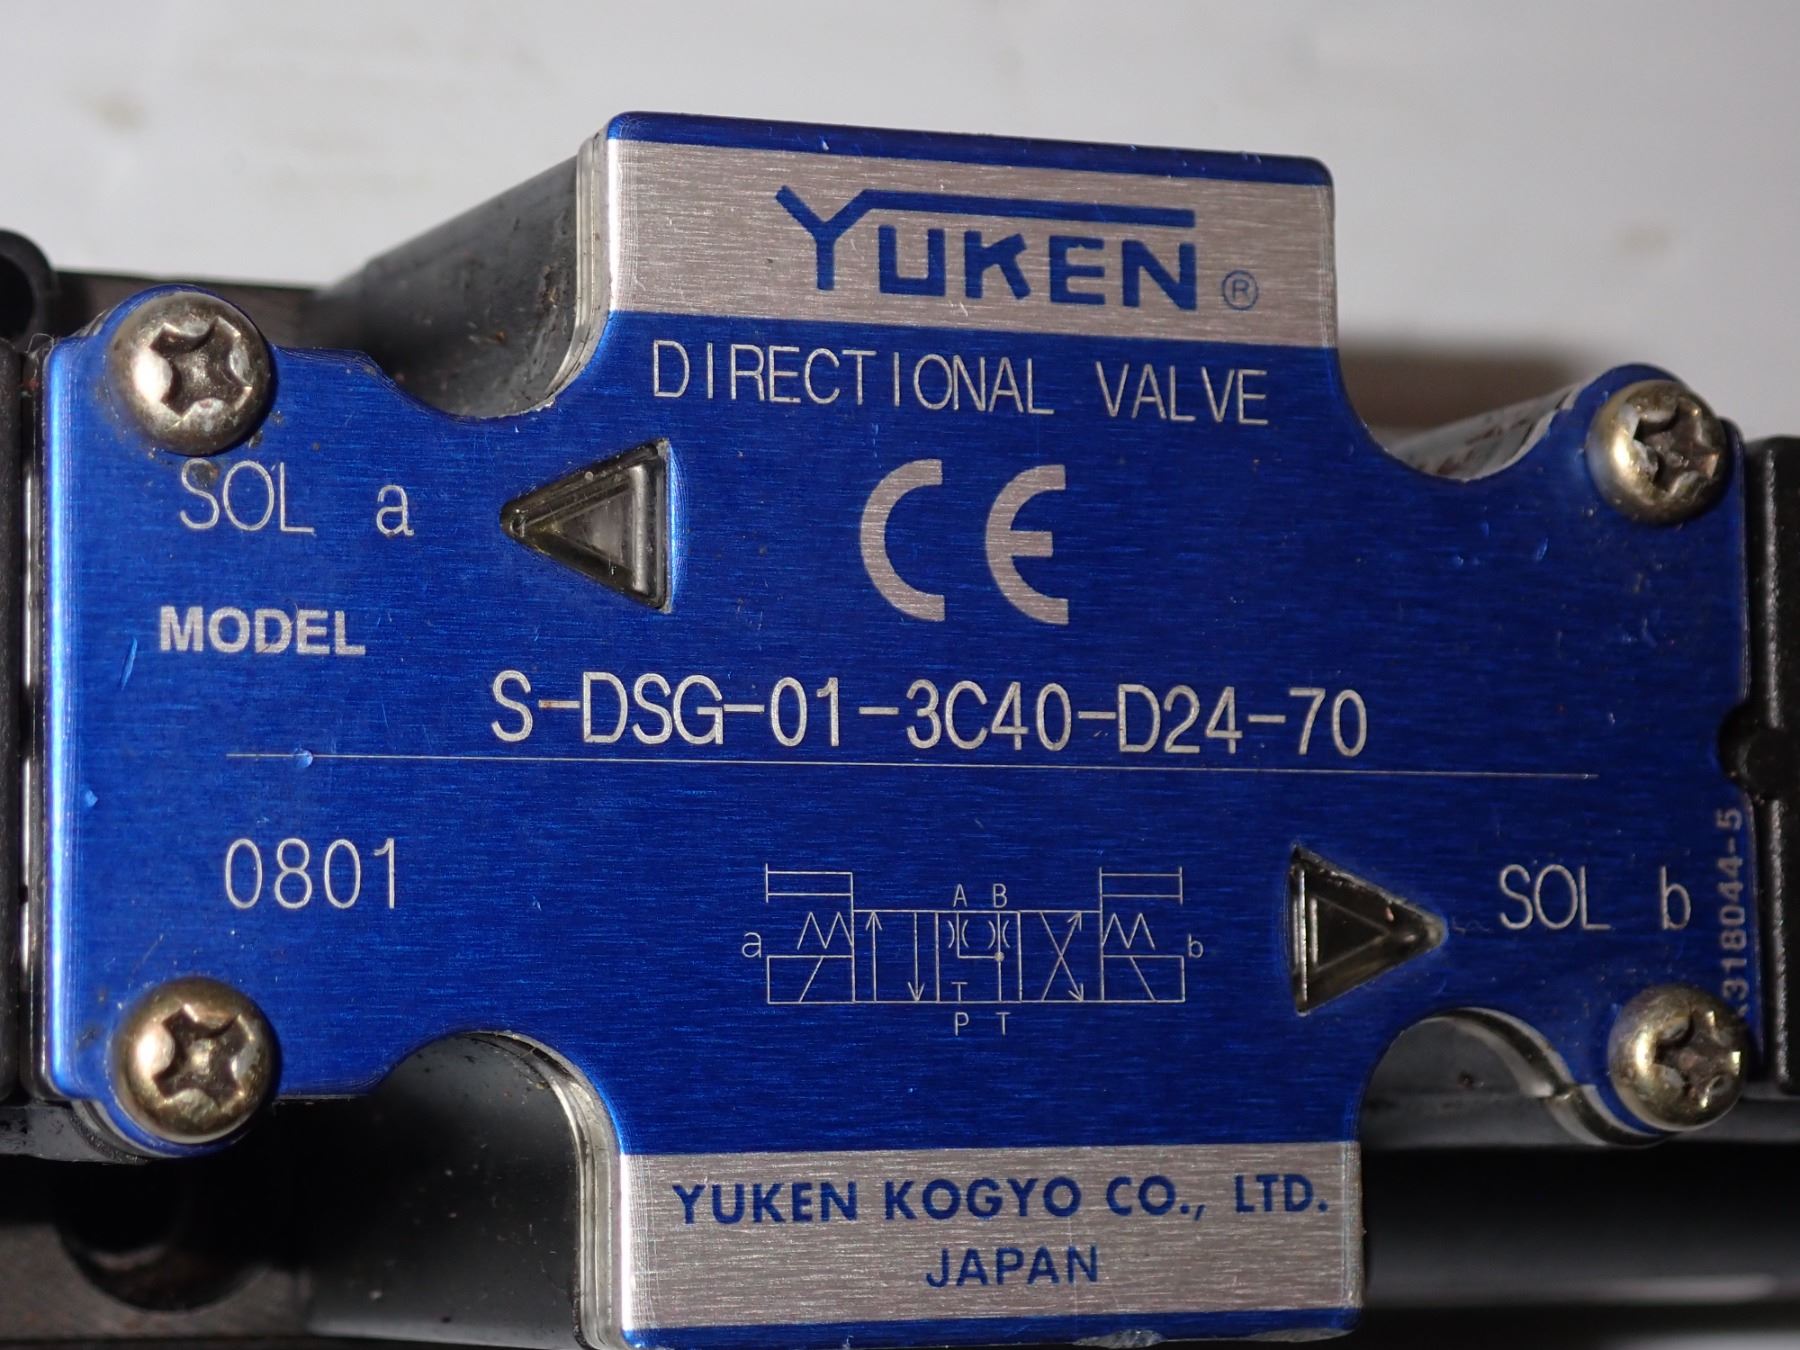 YUKEN®
DIRECTIONAL VALVE
SOL a
CE
MODEL
S-DSG-01-3C40-D24-70
0801
A B
a
b
P T
SOL b
318044-5
YUKEN KOGYO CO., LTD.
JAPAN